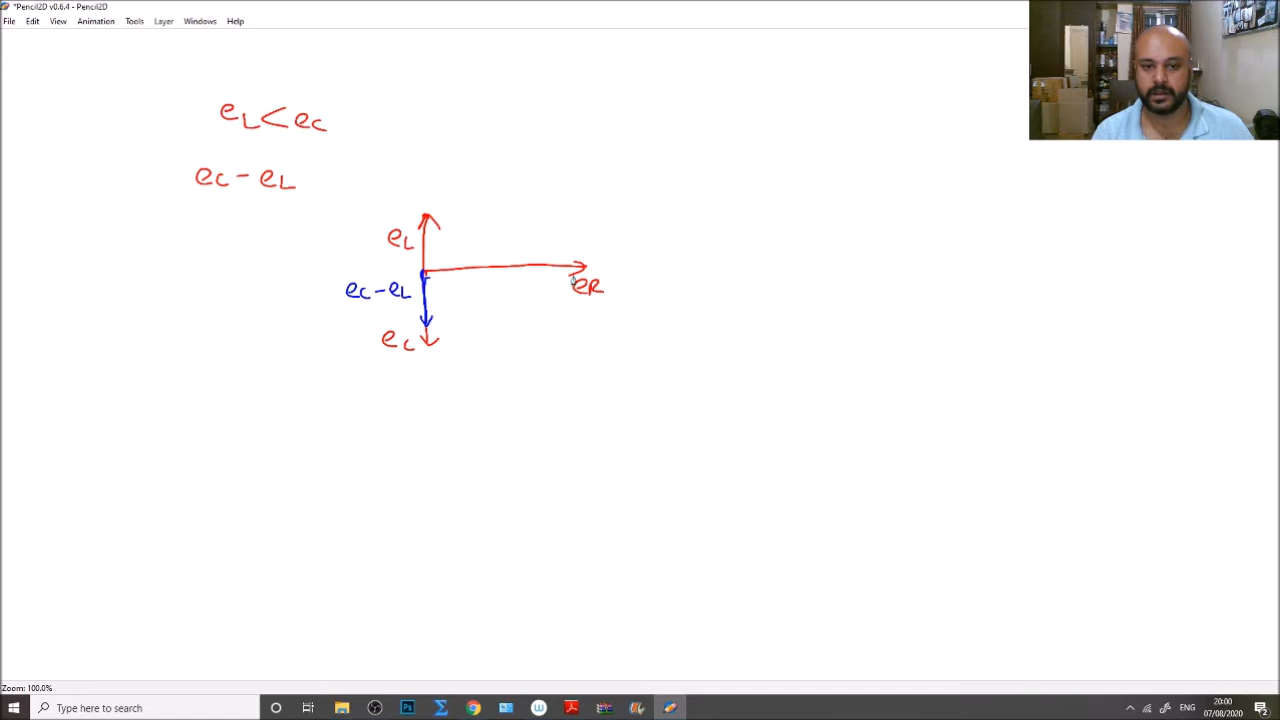 *Pencil2D v0.6.4 - Pencil2D
File Edit View Animation Tools Layer Windows Help
eL<eC
eC-eL
eL
eC-eL
eR
eC
Zoom: 100.0%
Type here to search
ENG
20:00
07/08/2020
2